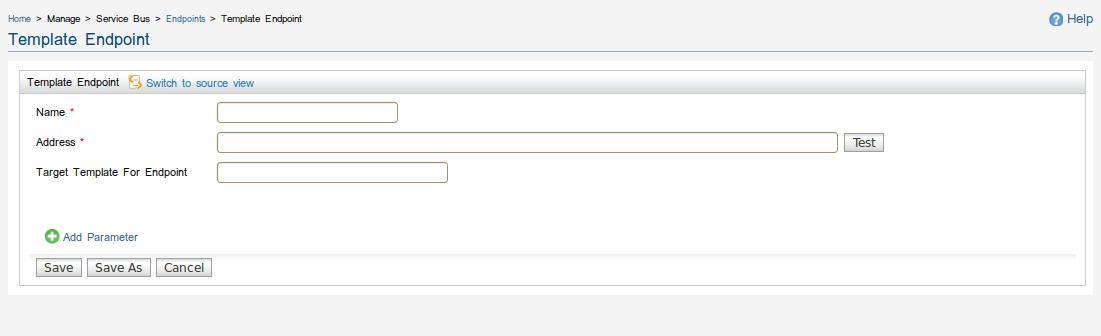 Home > Manage > Service Bus > Endpoints > Template Endpoint
Help
Template Endpoint
Template Endpoint Switch to source view
Name *
Address *
Test
Target Template For Endpoint
Add Parameter
Save Save As Cancel